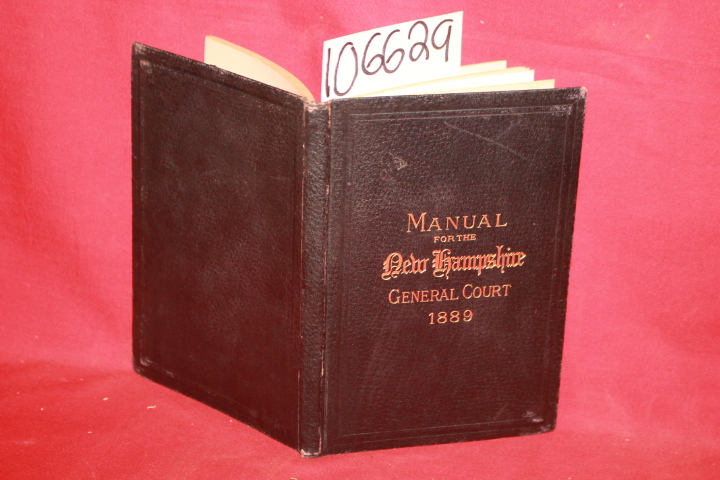 106629
MANUAL
FOR THE
New Hampshire
GENERAL COURT
1889